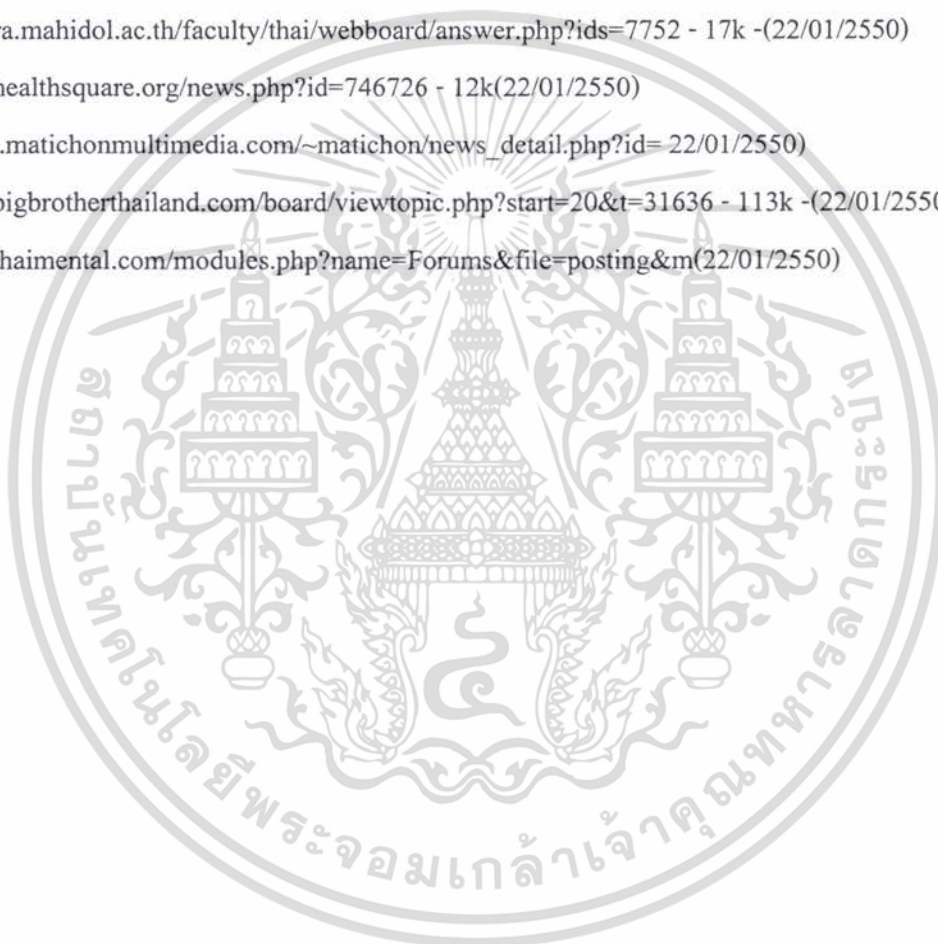 ra.mahidol.ac.th/faculty/thai/webboard/answer.php?ids=7752 - 17k -(22/01/2550)
healthsquare.org/news.php?id=746726 - 12k(22/01/2550)
.matichonmultimedia.com/~matichon/news_detail.php?id= 22/01/2550)
bigbrotherthailand.com/board/viewtopic.php?start=20&t=31636 - 113k -(22/01/2550
haimental.com/modules.php?name=Forums&file=posting&m(22/01/2550)
สถาบันเทคโนโลยีพระจอมเกล้าเจ้าคุณทหารลาดกระบัง